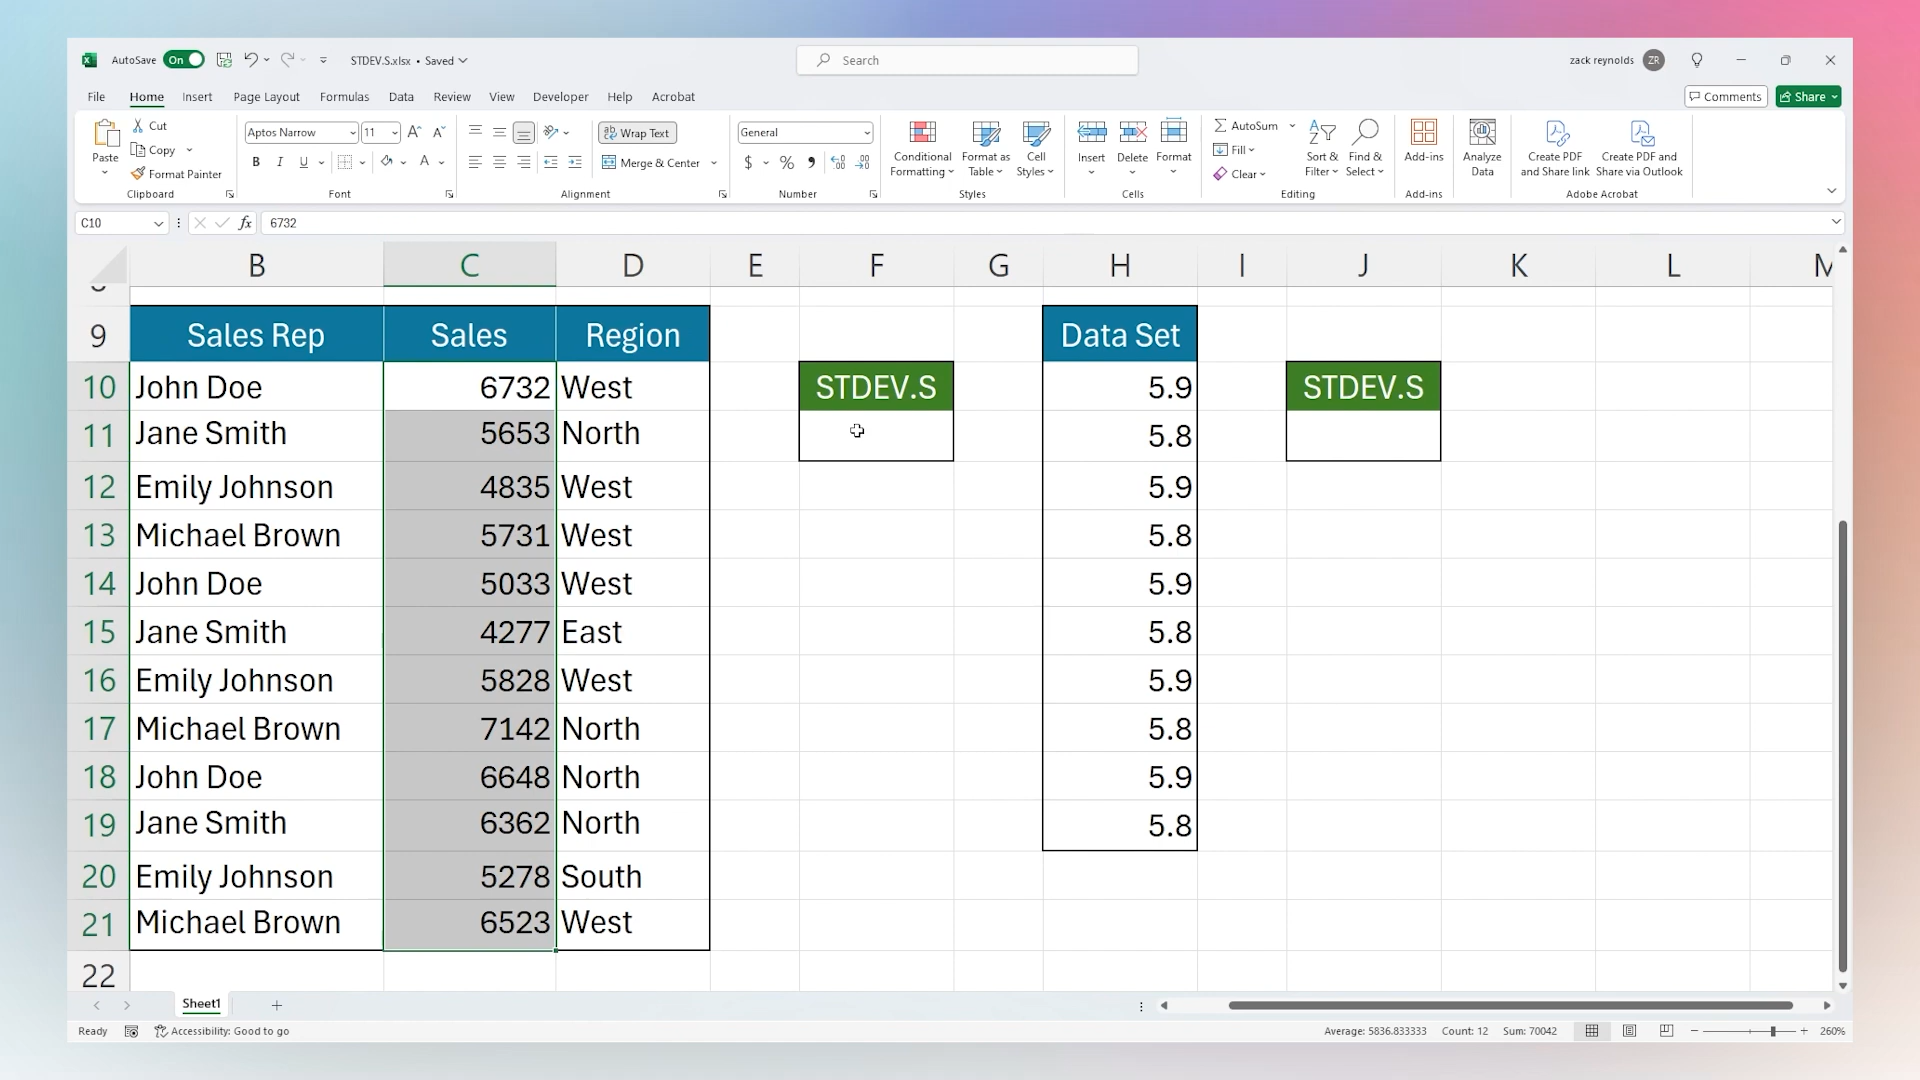 AutoSave On STDEV.S.xlsx • Saved Search zack reynolds ZR
File Home Insert Page Layout Formulas Data Review View Developer Help Acrobat Comments Share
Paste Cut Copy Format Painter Clipboard
Aptos Narrow 11 B I U A Font
Wrap Text Merge & Center Alignment
General $ % Number
Conditional Formatting Format as Table Cell Styles Styles
Insert Delete Format Cells
AutoSum Fill Clear Sort & Filter Find & Select Editing
Add-ins Add-ins
Analyze Data
Create PDF and Share link Create PDF and Share via Outlook Adobe Acrobat
C10 fx 6732
B C D E F G H I J K L M
9 Sales Rep Sales Region Data Set
10 John Doe 6732 West STDEV.S 5.9 STDEV.S
11 Jane Smith 5653 North 5.8
12 Emily Johnson 4835 West 5.9
13 Michael Brown 5731 West 5.8
14 John Doe 5033 West 5.9
15 Jane Smith 4277 East 5.8
16 Emily Johnson 5828 West 5.9
17 Michael Brown 7142 North 5.8
18 John Doe 6648 North 5.9
19 Jane Smith 6362 North 5.8
20 Emily Johnson 5278 South
21 Michael Brown 6523 West
22
Sheet1
Ready Accessibility: Good to go Average: 5836.833333 Count: 12 Sum: 70042 260%